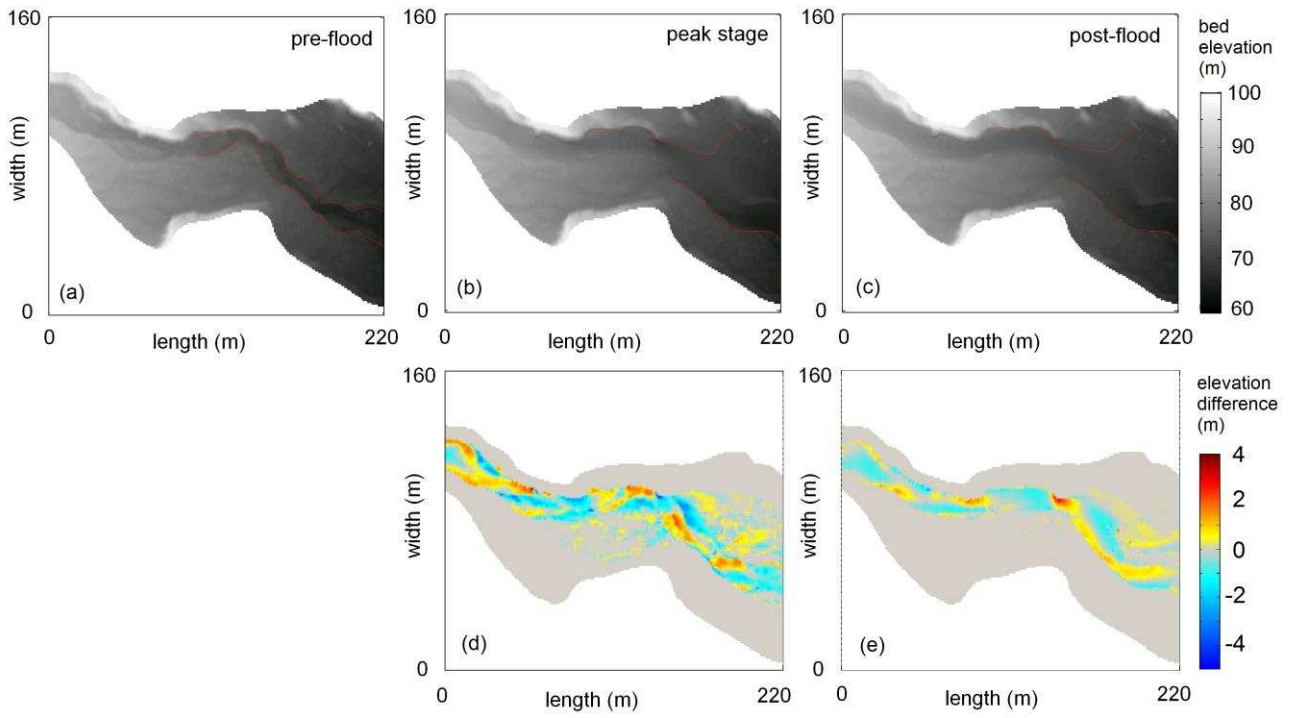 160
pre-flood
width (m)
(a)
0
0
length (m)
220
160
peak stage
width (m)
(b)
0
0
length (m)
220
160
post-flood
width (m)
(c)
0
0
length (m)
220
bed
elevation
(m)
100
90
80
70
60
160
width (m)
(d)
0
0
length (m)
220
160
width (m)
(e)
0
0
length (m)
220
elevation
difference
(m)
4
2
0
-2
-4